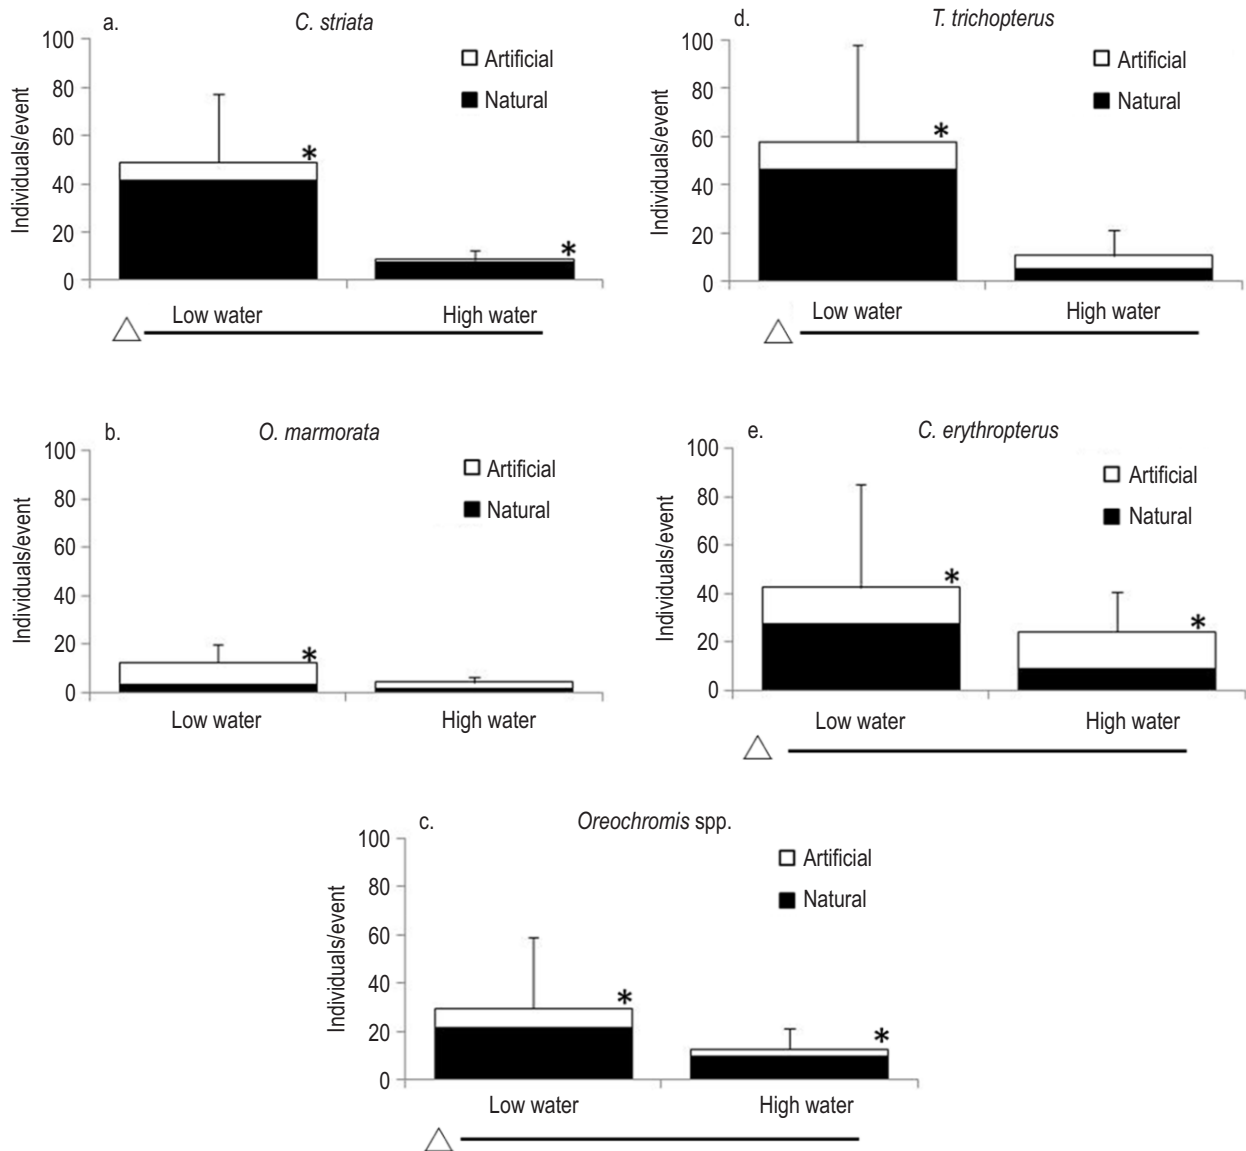 a. C. striata
100
80
60
40
20
0
Individuals/event
Artificial
Natural
*
*
Low water High water
b. O. marmorata
100
80
60
40
20
0
Individuals/event
Artificial
Natural
*
Low water High water
c. Oreochromis spp.
100
80
60
40
20
0
Individuals/event
Artificial
Natural
*
*
Low water High water
d. T. trichopterus
100
80
60
40
20
0
Individuals/event
Artificial
Natural
*
Low water High water
e. C. erythropterus
100
80
60
40
20
0
Individuals/event
Artificial
Natural
*
*
Low water High water